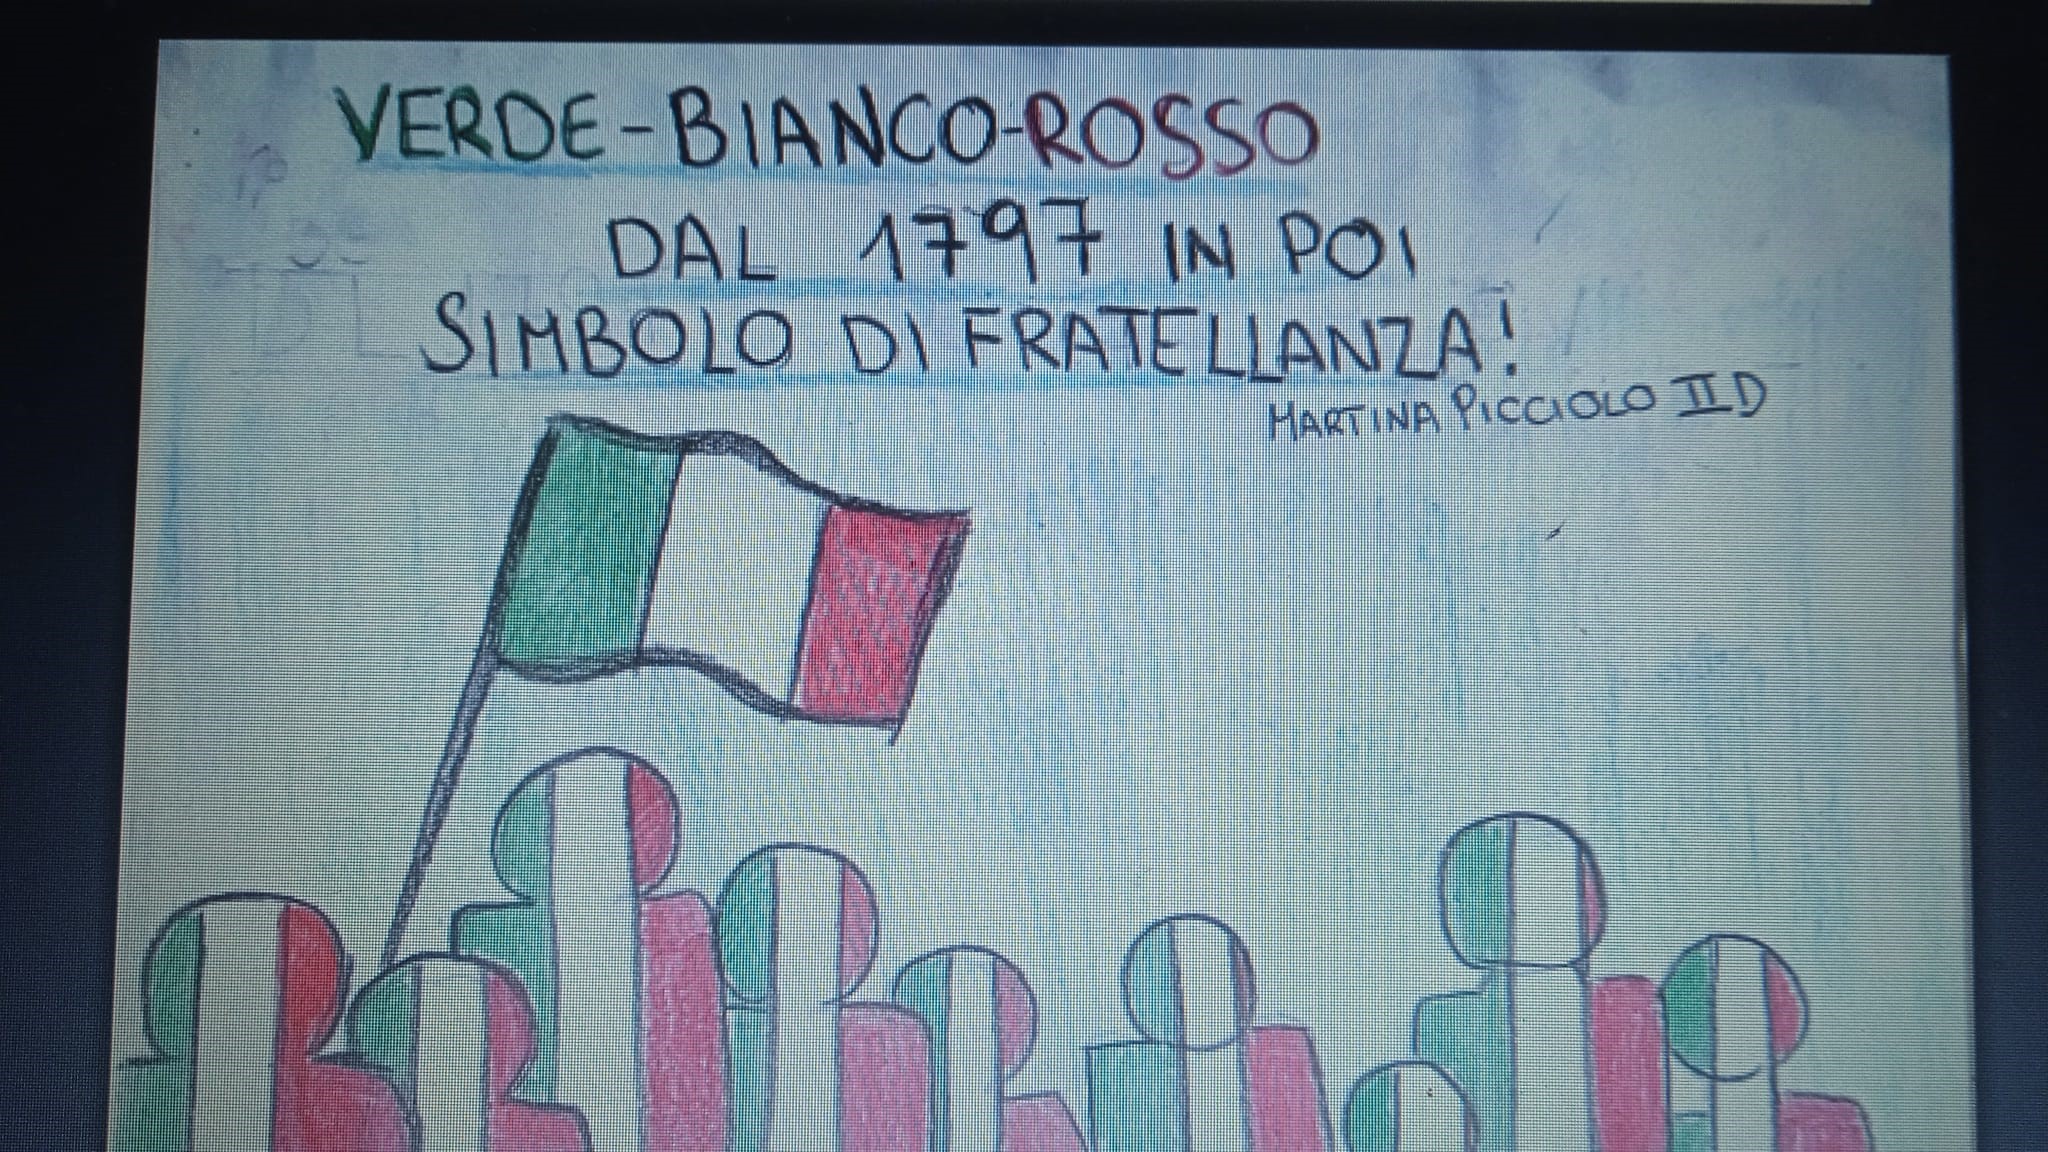 VERDE-BIANCO-ROSSO
DAL 1797 IN POI
SIMBOLO DI FRATELLANZA!
MARTINA PICCIOLO II D